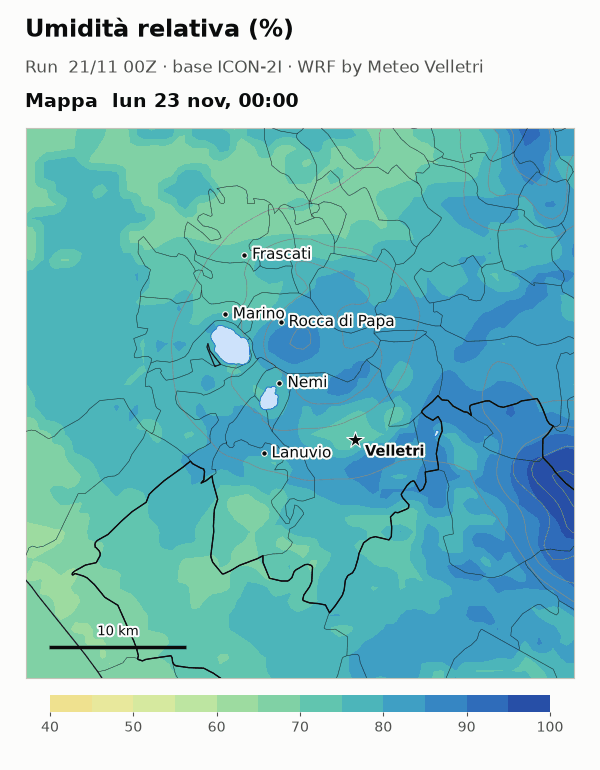 Umidità relativa (%)
Run  21/11 00Z · base ICON-2I · WRF by Meteo Velletri
Mappa  lun 23 nov, 00:00
Frascati
Marino
Rocca di Papa
Nemi
Velletri
Lanuvio
10 km
40 50 60 70 80 90 100